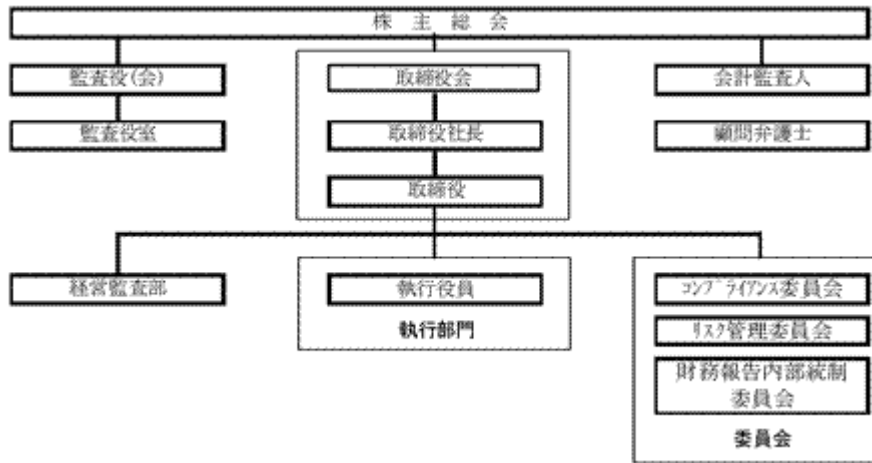 株 主 総 会
監査役(会)
取締役会
会計監査人
監査役室
取締役社長
顧問弁護士
取締役
経営監査部
執行役員
執行部門
ｺﾝﾌﾟﾗｲｱﾝｽ委員会
ﾘｽｸ管理委員会
財務報告内部統制
委員会
委員会